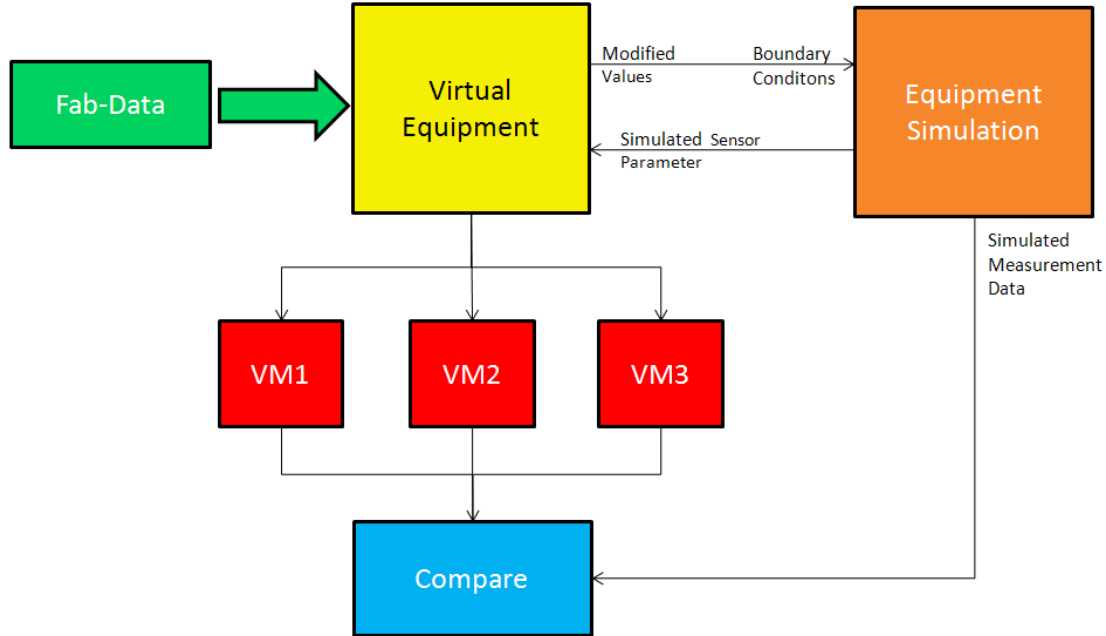 Fab-Data
Virtual
Equipment
Modified
Values
Boundary
Conditons
Simulated Sensor
Parameter
Equipment
Simulation
Simulated
Measurement
Data
VM1
VM2
VM3
Compare